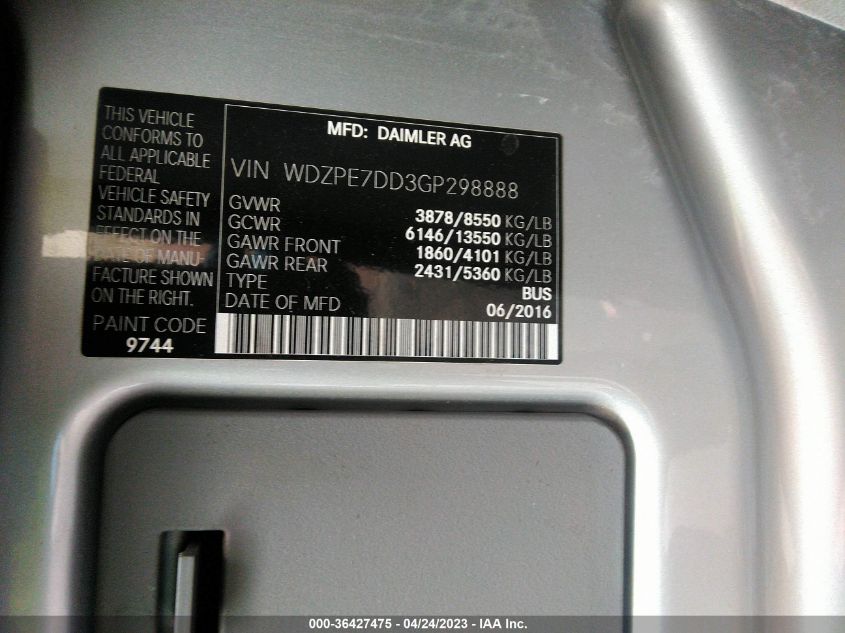 THIS VEHICLE
CONFORMS TO
ALL APPLICABLE
FEDERAL
VEHICLE SAFETY
STANDARDS IN
EFFECT ON THE
DATE OF MANU-
FACTURE SHOWN
ON THE RIGHT.
PAINT CODE
9744
MFD: DAIMLER AG
VIN WDZPE7DD3GP298888
GVWR 3878/8550 KG/LB
GCWR 6146/13550 KG/LB
GAWR FRONT 1860/4101 KG/LB
GAWR REAR 2431/5360 KG/LB
TYPE BUS
DATE OF MFD 06/2016
000-36427475 - 04/24/2023 - IAA Inc.